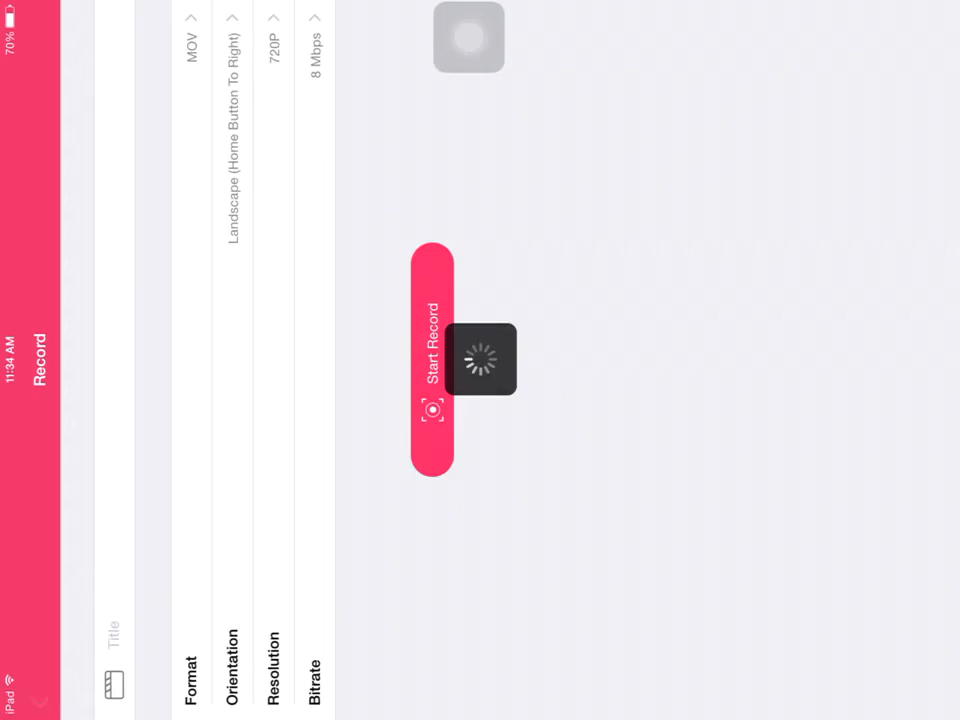 iPad 11:34 AM 70%
Record
Title
Format MOV
Orientation Landscape (Home Button To Right)
Resolution 720P
Bitrate 8 Mbps
Start Record